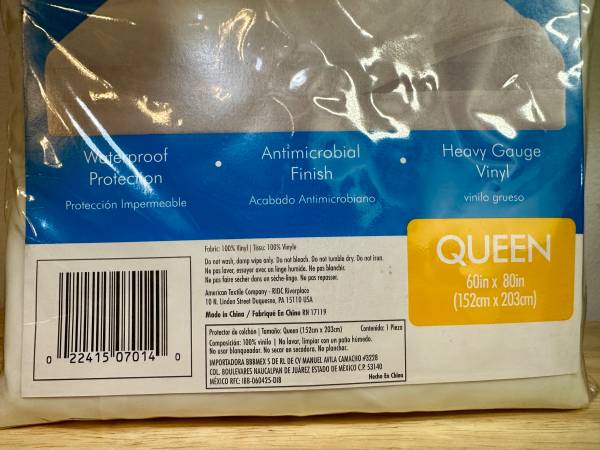 Waterproof
Protection
Protección Impermeable
•
Antimicrobial
Finish
Acabado Antimicrobiano
•
Heavy Gauge
Vinyl
vinilo grueso
QUEEN
60in x 80in
(152cm x 203cm)
Fabric: 100% Vinyl | Tissu: 100% Vinyle
Do not wash, damp wipe only. Do not bleach. Do not tumble dry. Do not iron.
Ne pas laver, essuyer avec un linge humide. Ne pas blanchir.
Ne pas faire sécher dans un sèche-linge. Ne pas repasser.
American Textile Company - RIDC Riverplace
10 N. Linden Street Duquesne, PA 15110 USA
Made in China / Fabriqué En Chine RN 17119
0 22415 07014 0
Protector de colchón | Tamaño: Queen (152cm x 203cm) Contenido: 1 Pieza
Composición: 100% vinilo | No lavar, limpiar con un paño húmedo.
No usar blanqueador. No secar en secadora. No planchar.
IMPORTADORA BBBMEX S DE RL DE CV MANUEL AVILA CAMACHO #3228
COL. BOULEVARES NAUCALPAN DE JUÁREZ ESTADO DE MÉXICO C.P. 53140
MÉXICO RFC: IBB-060425-DI8 Hecho En China